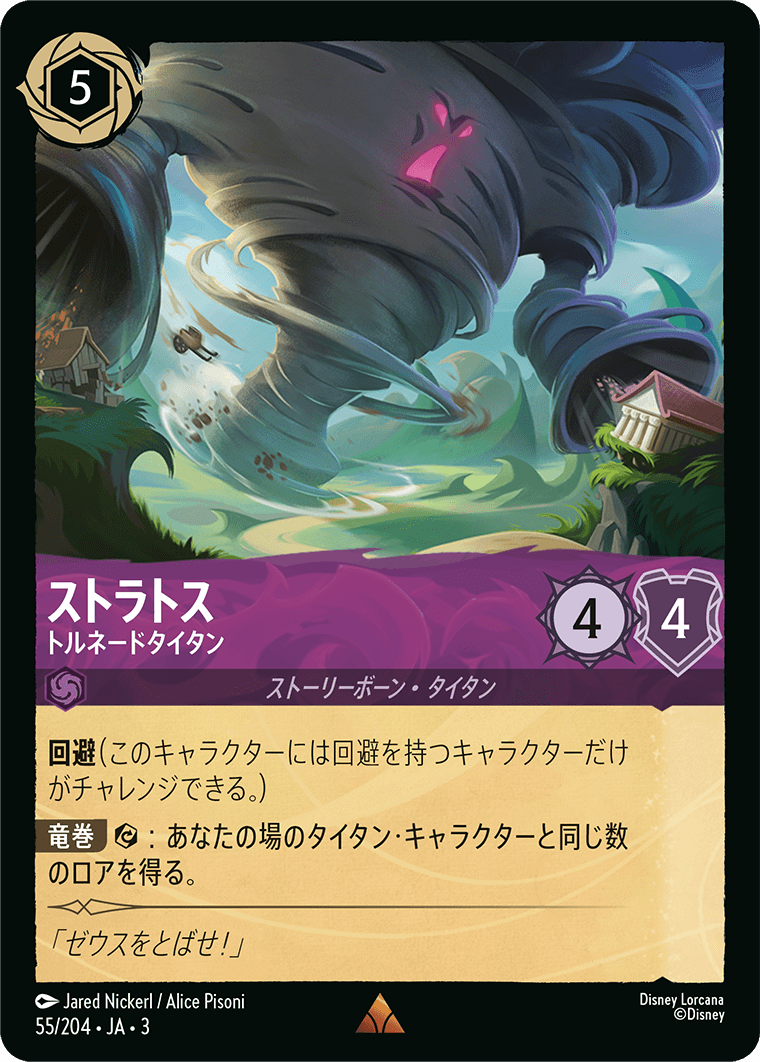 5
ストラトス
トルネードタイタン
4
4
ストーリーボーン・タイタン
回避(このキャラクターには回避を持つキャラクターだけ
がチャレンジできる。)
竜巻 : あなたの場のタイタン·キャラクターと同じ数
のロアを得る。
「ゼウスをとばせ!」
Jared Nickerl / Alice Pisoni
55/204 • JA • 3
Disney Lorcana
©Disney